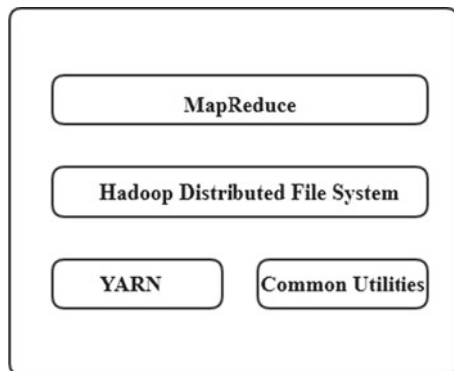 MapReduce
Hadoop Distributed File System
YARN
Common Utilities